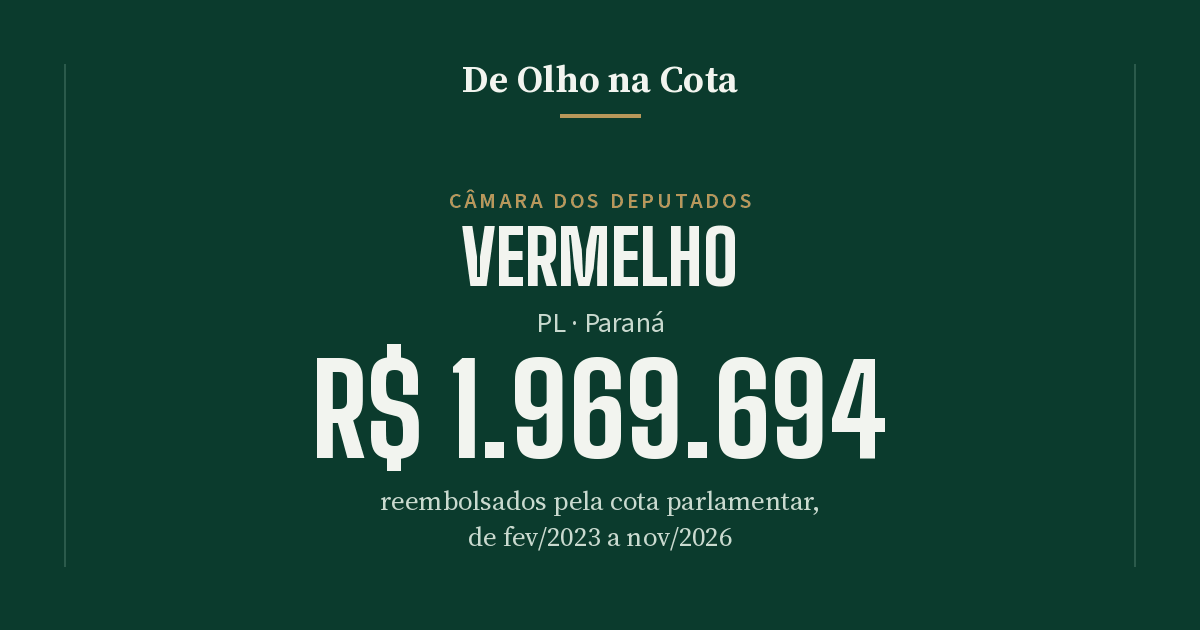 De Olho na Cota
CÂMARA DOS DEPUTADOS
VERMELHO
PL · Paraná
R$ 1.969.694
reembolsados pela cota parlamentar,
de fev/2023 a nov/2026